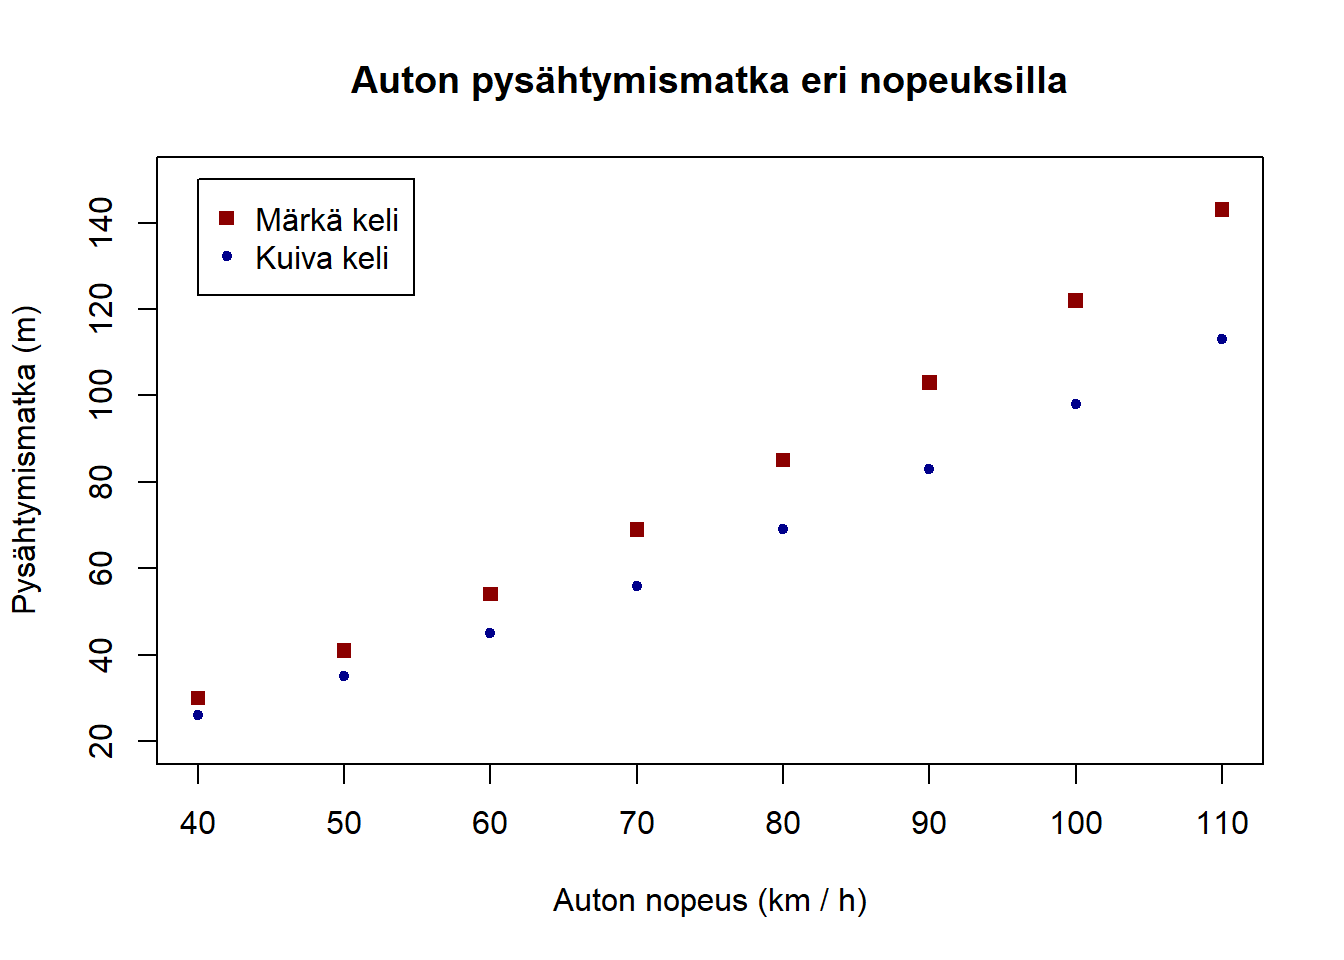 Auton pysähtymismatka eri nopeuksilla
Märkä keli
Kuiva keli
Pysähtymismatka (m)
140
120
100
80
60
40
20
40 50 60 70 80 90 100 110
Auton nopeus (km / h)